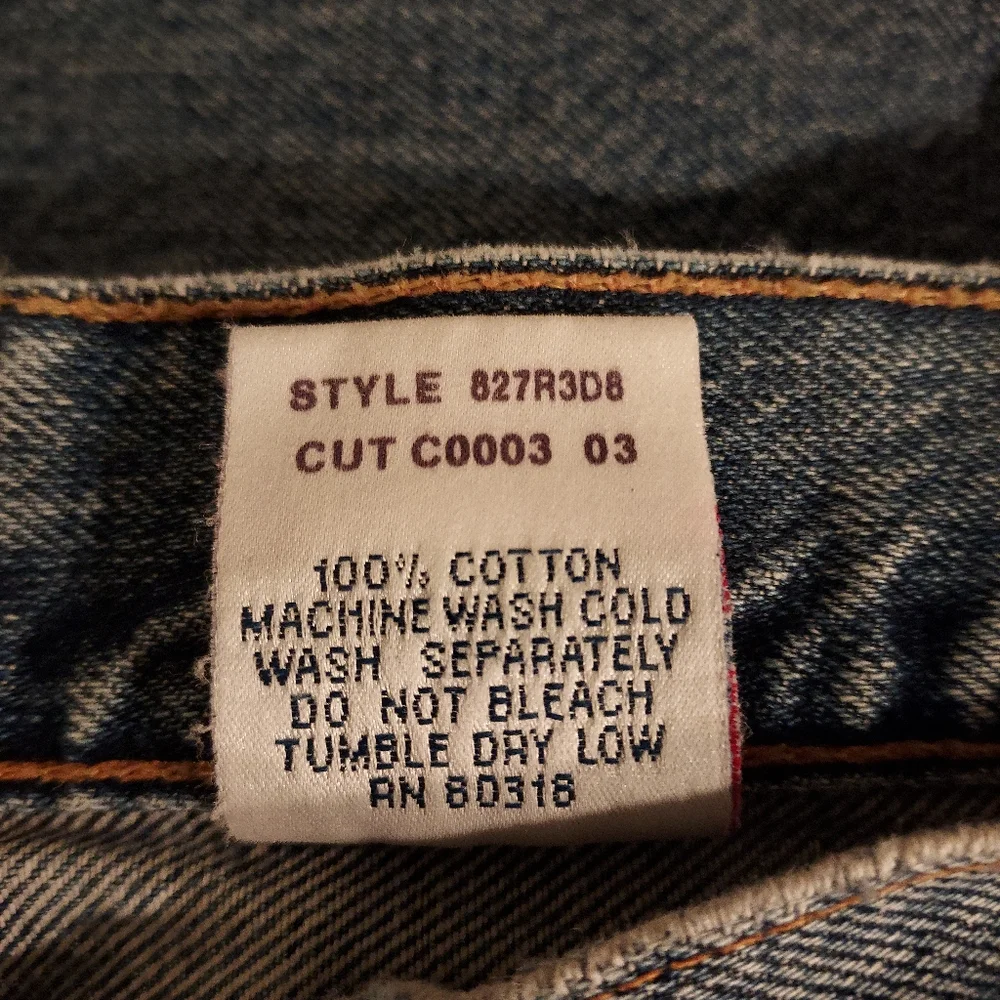 STYLE 827R3D8
CUT C0003 03
100% COTTON
MACHINE WASH COLD
WASH SEPARATELY
DO NOT BLEACH
TUMBLE DRY LOW
RN 80318